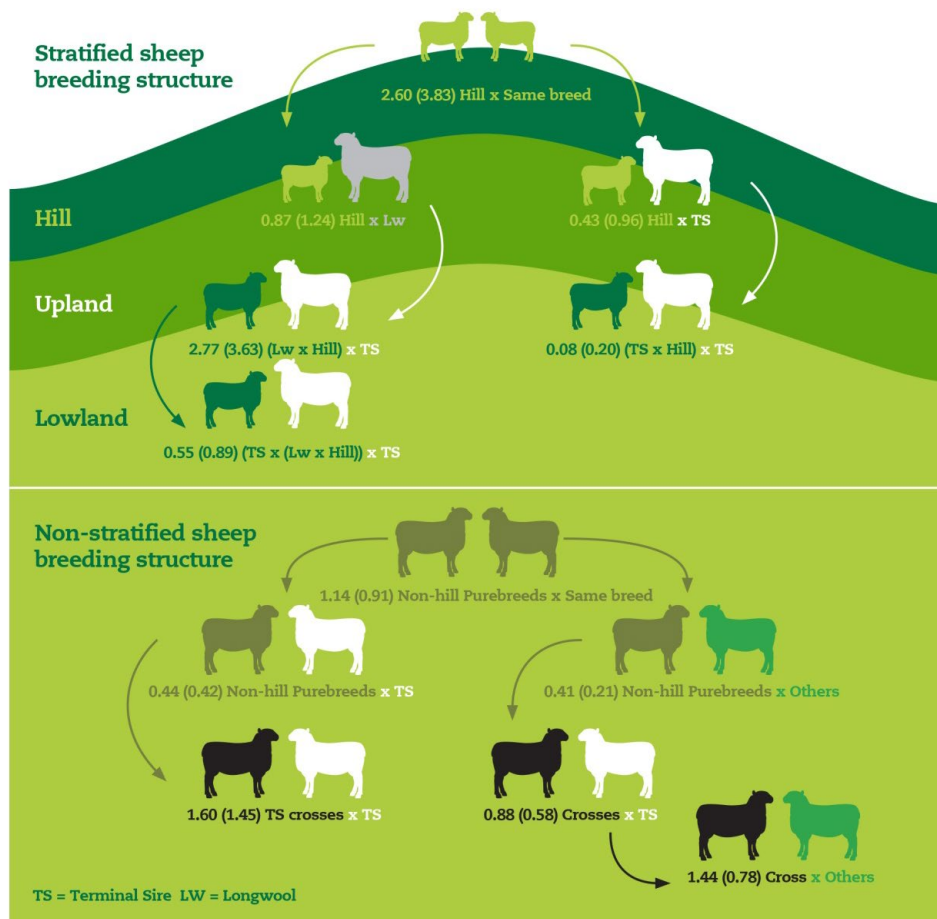 Stratified sheep
breeding structure
2.60 (3.83) Hill x Same breed
Hill
0.87 (1.24) Hill x Lw
0.43 (0.96) Hill x TS
Upland
2.77 (3.63) (Lw x Hill) x TS
0.08 (0.20) (TS x Hill) x TS
Lowland
0.55 (0.89) (TS x (Lw x Hill)) x TS
Non-stratified sheep
breeding structure
1.14 (0.91) Non-hill Purebreeds x Same breed
0.44 (0.42) Non-hill Purebreeds x TS
0.41 (0.21) Non-hill Purebreeds x Others
1.60 (1.45) TS crosses x TS
0.88 (0.58) Crosses x TS
1.44 (0.78) Cross x Others
TS = Terminal Sire LW = Longwool